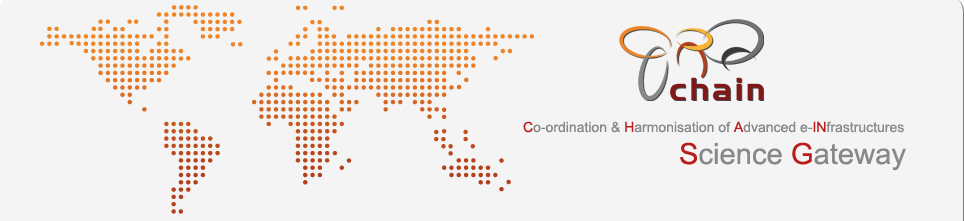 chain
Co-ordination & Harmonisation of Advanced e-INfrastructures
Science Gateway